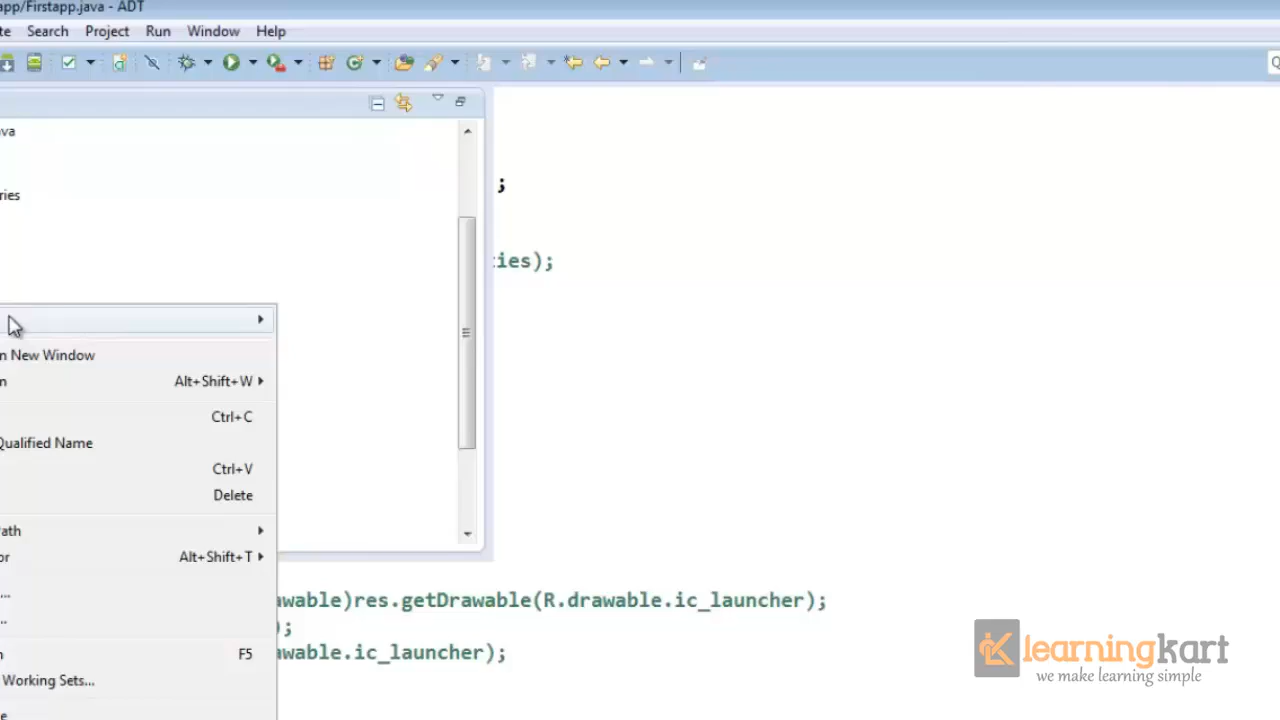 app/Firstapp.java - ADT
te Search Project Run Window Help
Q
va
ries
;
ties);
n New Window
n Alt+Shift+W
Ctrl+C
Qualified Name
Ctrl+V
Delete
Path
or Alt+Shift+T
...
..
n F5
Working Sets...
e
awable)res.getDrawable(R.drawable.ic_launcher);
);
awable.ic_launcher);
learningkart
we make learning simple